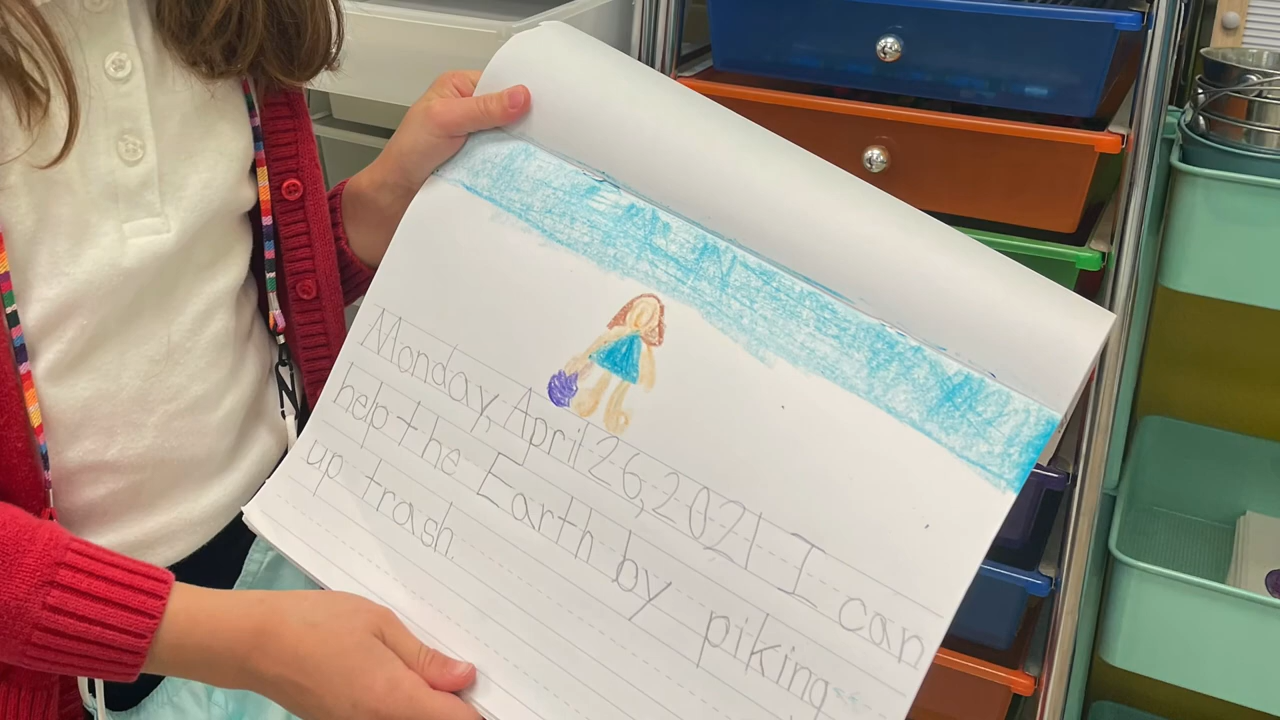 Monday, April 26, 2021 I can
help the Earth by piking
up trash.